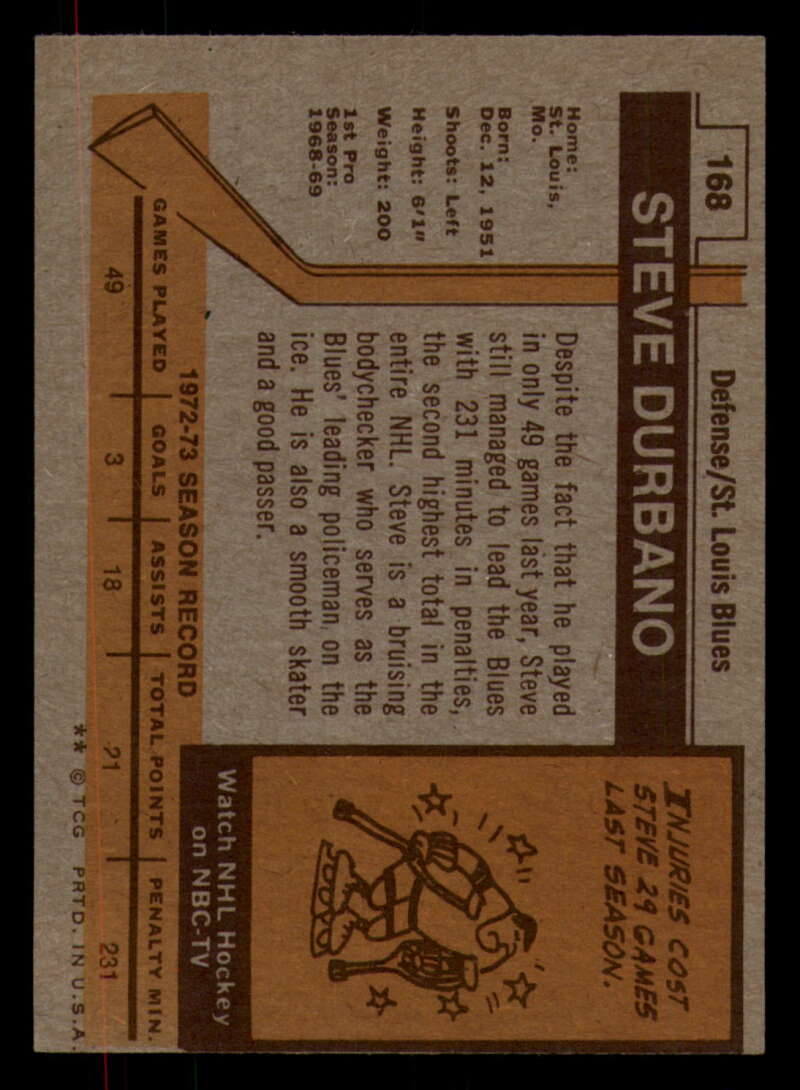 168
Defense/St. Louis Blues
STEVE DURBANO
Home:
St. Louis,
Mo.
Born:
Dec. 12, 1951
Shoots: Left
Height: 6'1"
Weight: 200
1st Pro
Season:
1968-69
Despite the fact that he played
in only 49 games last year, Steve
still managed to lead the Blues
with 231 minutes in penalties,
the second highest total in the
entire NHL. Steve is a bruising
bodychecker who serves as the
Blues' leading policeman on the
ice. He is also a smooth skater
and a good passer.
INJURIES COST
STEVE 29 GAMES
LAST SEASON.
Watch NHL Hockey
on NBC-TV
1972-73 SEASON RECORD
GAMES PLAYED GOALS ASSISTS TOTAL POINTS PENALTY MIN.
49 3 18 21 231
** © TCG PRTD. IN U.S.A.